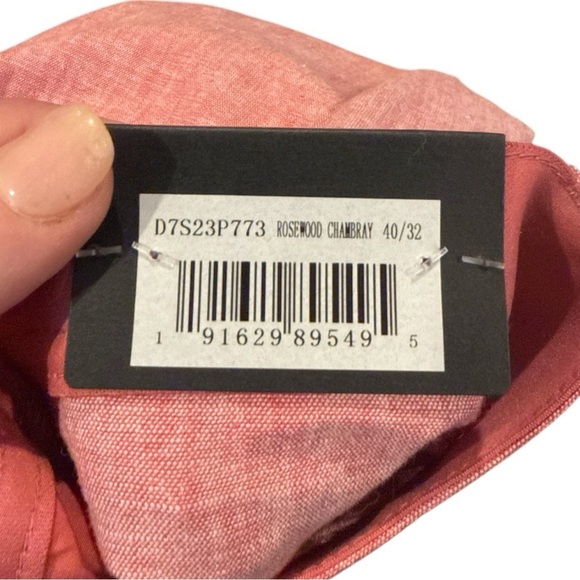 D7S23P773 ROSEWOOD CHAMBRAY 40/32
1 91629 89549 5